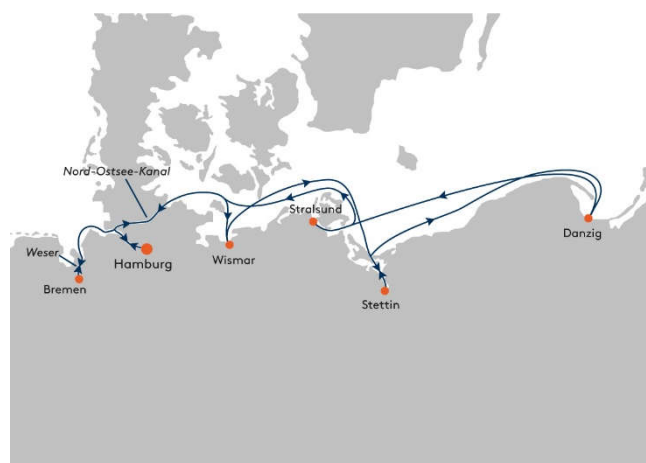 Nord-Ostsee-Kanal
Stralsund
Danzig
Weser
Hamburg
Wismar
Bremen
Stettin